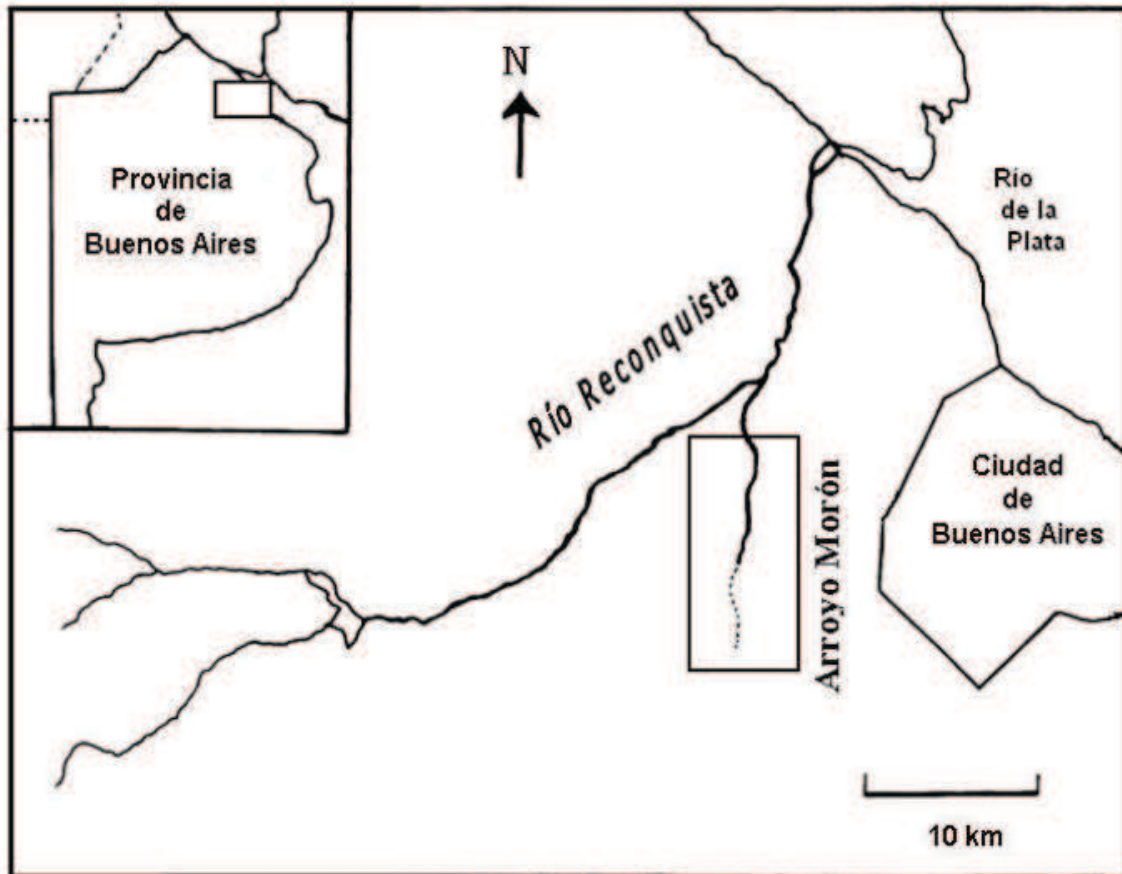 N
Provincia
de
Buenos Aires
Río
de la
Plata
Río Reconquista
Arroyo Morón
Ciudad
de
Buenos Aires
10 km